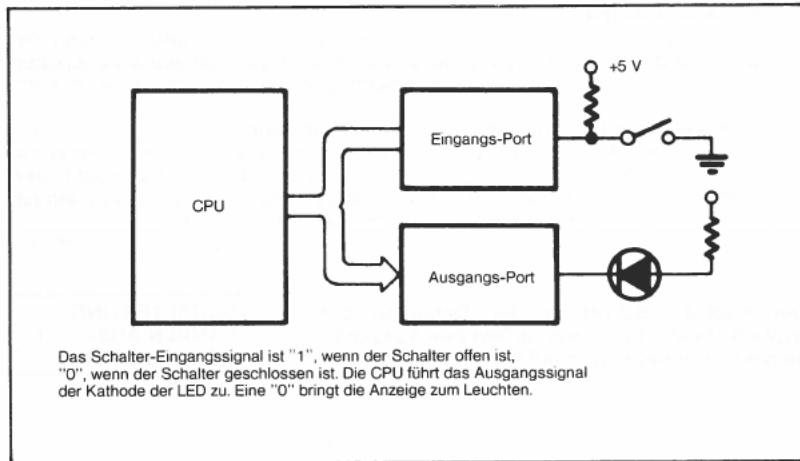 +5 V
Eingangs-Port
CPU
Ausgangs-Port
Das Schalter-Eingangssignal ist "1", wenn der Schalter offen ist,
"0", wenn der Schalter geschlossen ist. Die CPU führt das Ausgangssignal
der Kathode der LED zu. Eine "0" bringt die Anzeige zum Leuchten.